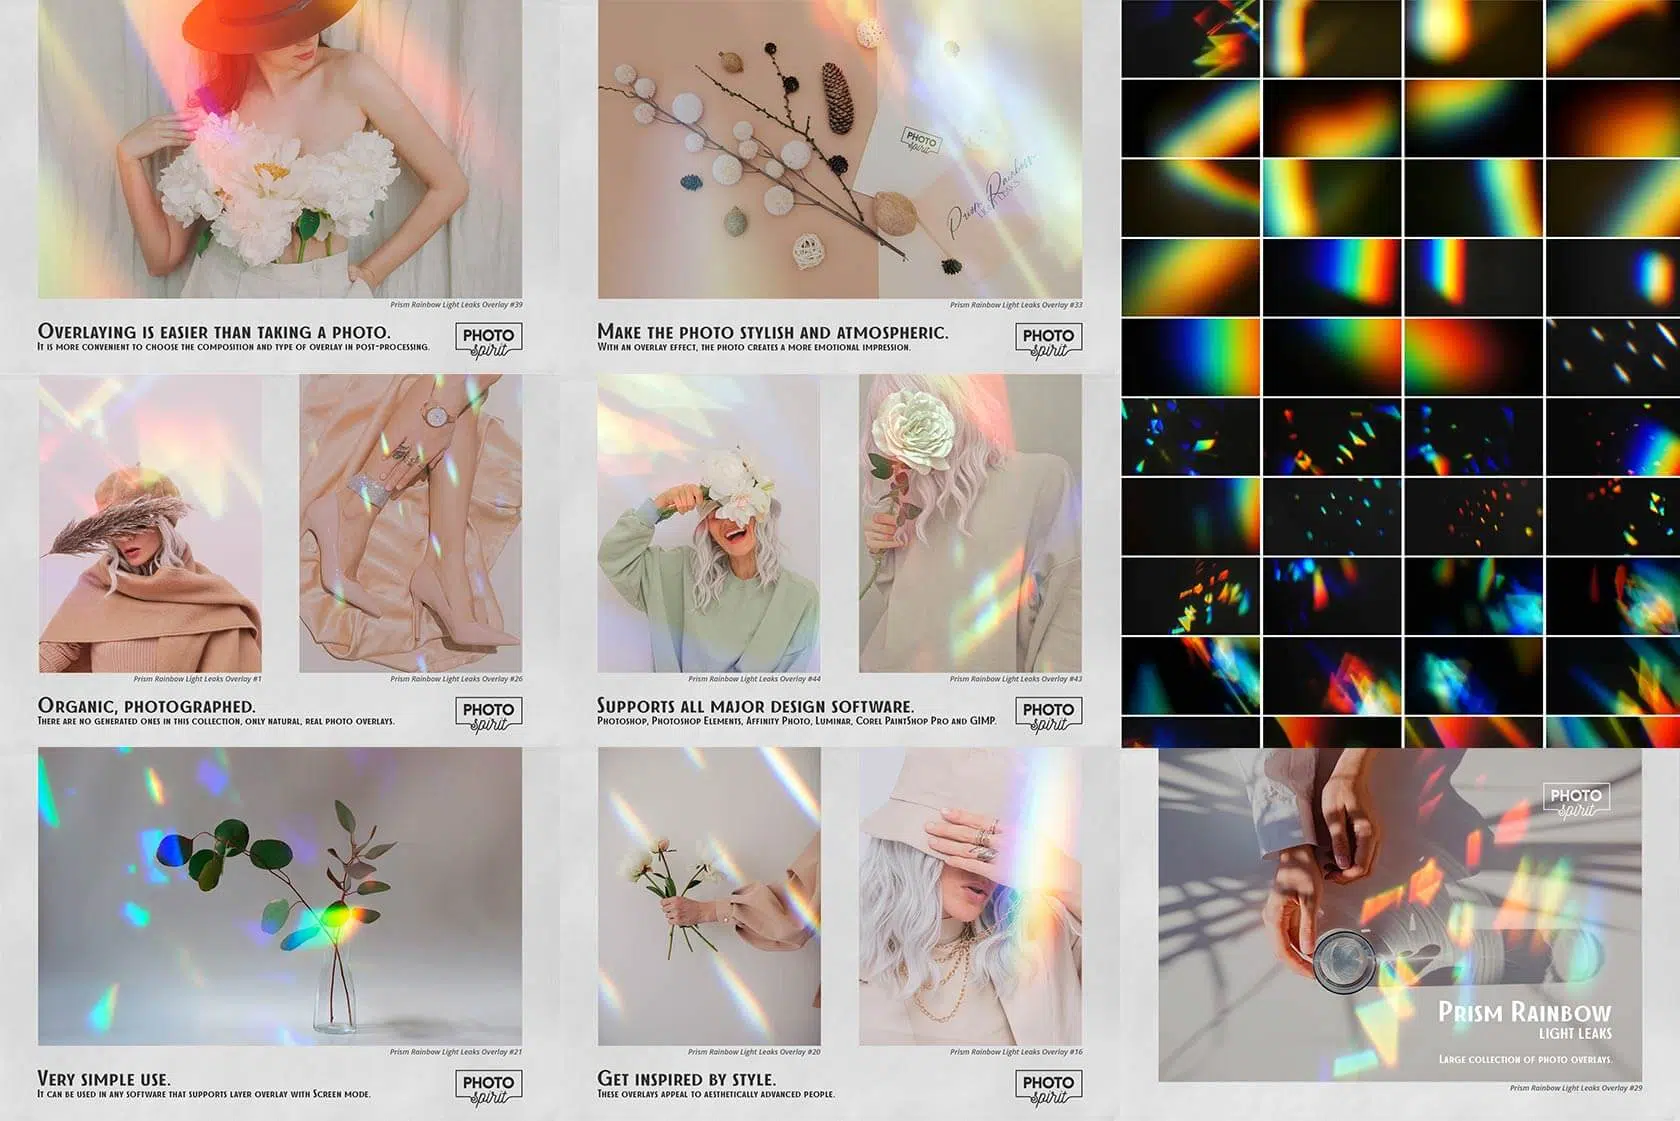 Prism Rainbow Light Leaks Overlay #39
Overlaying is easier than taking a photo.
It is more convenient to choose the composition and type of overlay in post-processing.
PHOTO
spirit
PHOTO
spirit
Prism Rainbow
Prism Rainbow Light Leaks Overlay #33
Make the photo stylish and atmospheric.
With an overlay effect, the photo creates a more emotional impression.
PHOTO
spirit
Prism Rainbow Light Leaks Overlay #1
Prism Rainbow Light Leaks Overlay #26
Organic, photographed.
There are no generated ones in this collection, only natural, real photo overlays.
PHOTO
spirit
Prism Rainbow Light Leaks Overlay #44
Prism Rainbow Light Leaks Overlay #43
Supports all major design software.
Photoshop, Photoshop Elements, Affinity Photo, Luminar, Corel PaintShop Pro and GIMP.
PHOTO
spirit
Prism Rainbow Light Leaks Overlay #21
Very simple use.
It can be used in any software that supports layer overlay with Screen mode.
PHOTO
spirit
Prism Rainbow Light Leaks Overlay #20
Prism Rainbow Light Leaks Overlay #16
Get inspired by style.
These overlays appeal to aesthetically advanced people.
PHOTO
spirit
PHOTO
spirit
Prism Rainbow
light leaks
Large collection of photo overlays.
Prism Rainbow Light Leaks Overlay #29